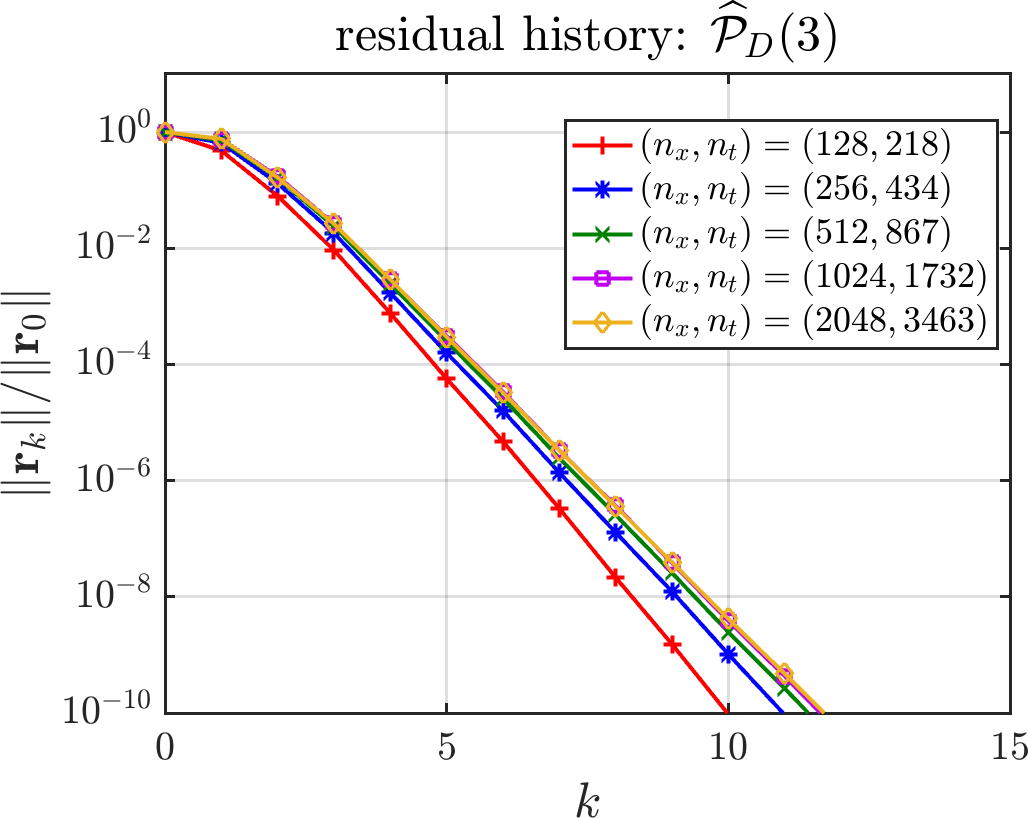 residual history: $\widehat{\mathcal{P}}_D(3)$
$\|\mathbf{r}_k\|/\|\mathbf{r}_0\|$
$10^{0}$
$10^{-2}$
$10^{-4}$
$10^{-6}$
$10^{-8}$
$10^{-10}$
$(n_x, n_t) = (128, 218)$
$(n_x, n_t) = (256, 434)$
$(n_x, n_t) = (512, 867)$
$(n_x, n_t) = (1024, 1732)$
$(n_x, n_t) = (2048, 3463)$
0 5 10 15
$k$